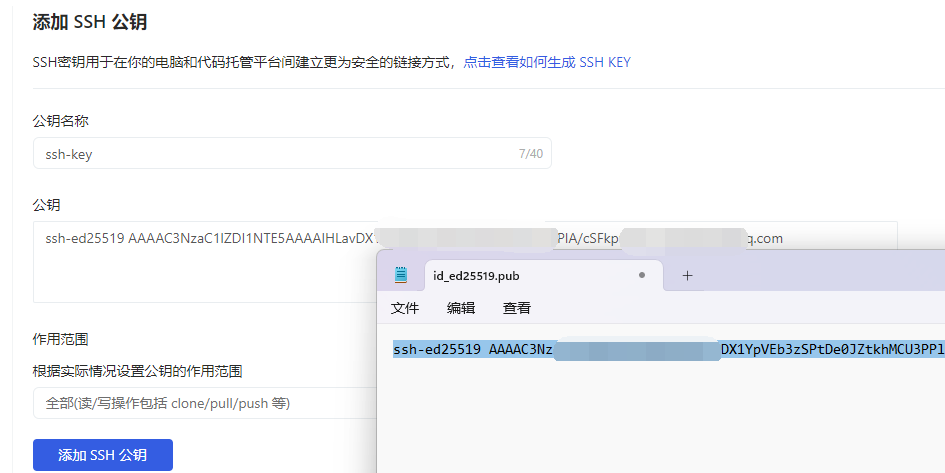 添加 SSH 公钥
SSH密钥用于在你的电脑和代码托管平台间建立更为安全的链接方式，点击查看如何生成 SSH KEY
公钥名称
ssh-key 7/40
公钥
ssh-ed25519 AAAAC3NzaC1lZDI1NTE5AAAAIHLavDX PIA/cSFkp q.com
id_ed25519.pub
文件 编辑 查看
ssh-ed25519 AAAAC3Nz DX1YpVEb3zSPtDe0JZtkhMCU3PPl
作用范围
根据实际情况设置公钥的作用范围
全部(读/写操作包括 clone/pull/push 等)
添加 SSH 公钥